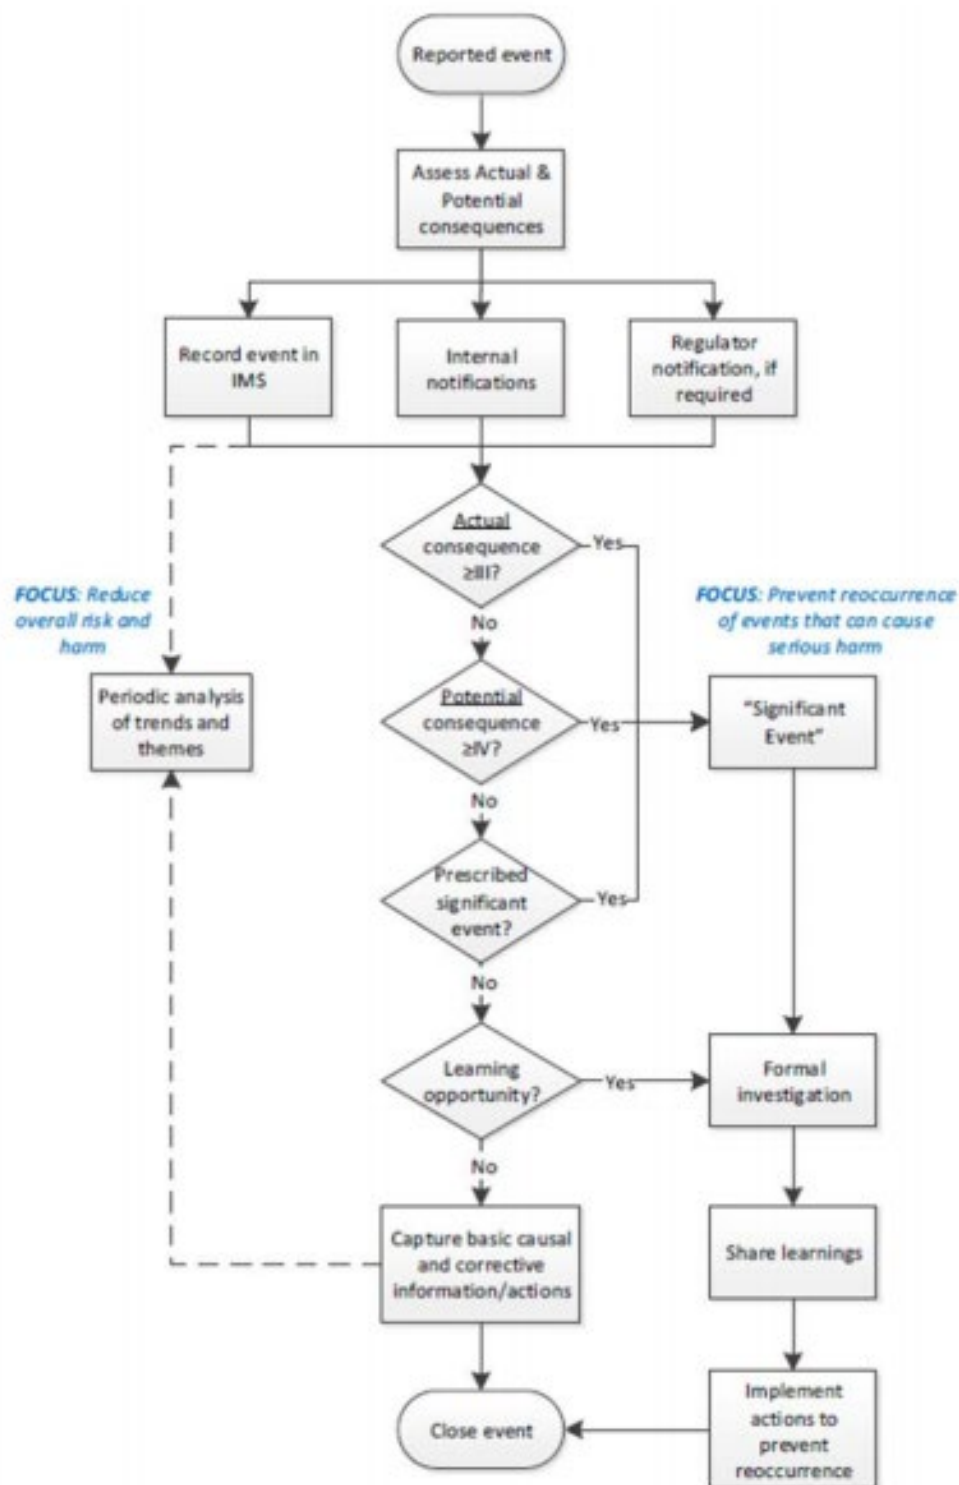 Reported event
Assess Actual &
Potential
consequences
Record event in
IMS
Internal
notifications
Regulator
notification, if
required
Actual
consequence
≥III?
Yes
No
FOCUS: Reduce
overall risk and
harm
FOCUS: Prevent reoccurrence
of events that can cause
serious harm
Periodic analysis
of trends and
themes
Potential
consequence
≥IV?
Yes
"Significant
Event"
No
Prescribed
significant
event?
Yes
No
Learning
opportunity?
Yes
Formal
investigation
No
Capture basic causal
and corrective
information/actions
Share learnings
Close event
Implement
actions to
prevent
reoccurrence